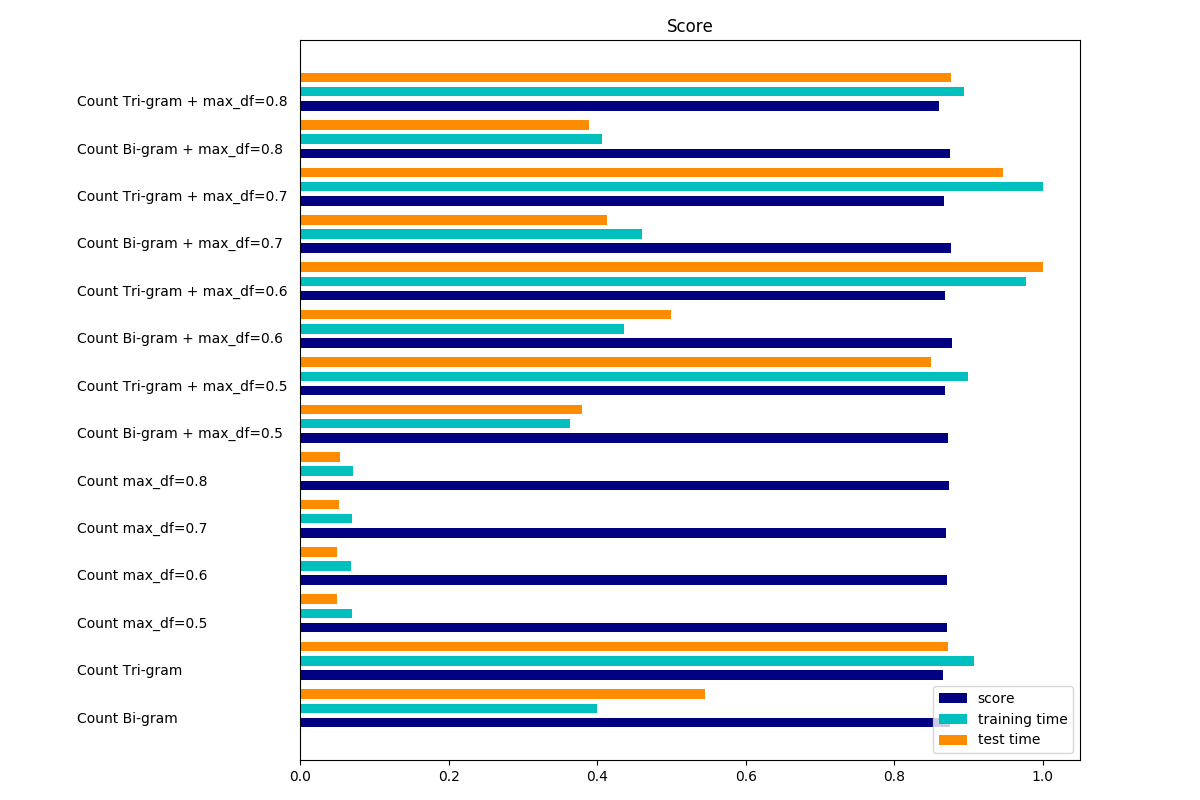 Score
Count Tri-gram + max_df=0.8
Count Bi-gram + max_df=0.8
Count Tri-gram + max_df=0.7
Count Bi-gram + max_df=0.7
Count Tri-gram + max_df=0.6
Count Bi-gram + max_df=0.6
Count Tri-gram + max_df=0.5
Count Bi-gram + max_df=0.5
Count max_df=0.8
Count max_df=0.7
Count max_df=0.6
Count max_df=0.5
Count Tri-gram
Count Bi-gram
score
training time
test time
0.0 0.2 0.4 0.6 0.8 1.0